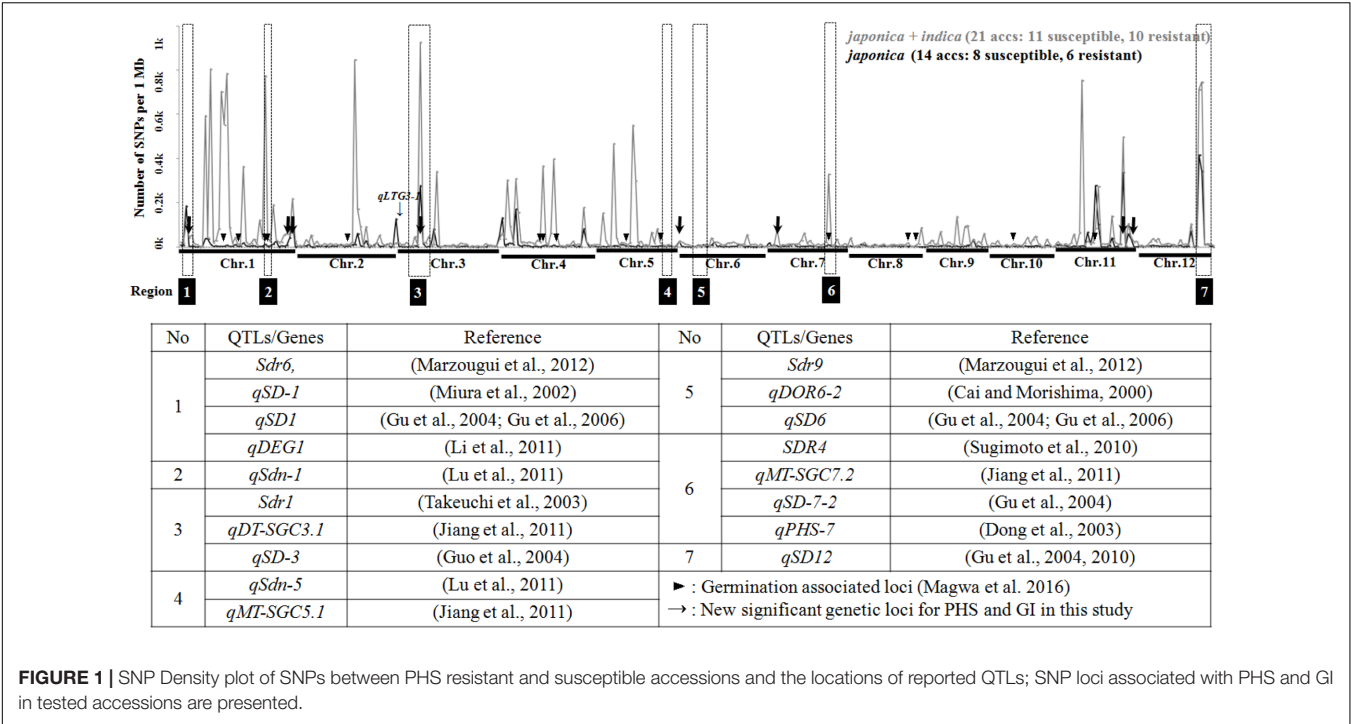 japonica + indica (21 accs: 11 susceptible, 10 resistant)
japonica (14 accs: 8 susceptible, 6 resistant)
Number of SNPs per 1 Mb
1k
0.8k
0.6k
0.4k
0.2k
0k
qLTG3-1
Chr.1 Chr.2 Chr.3 Chr.4 Chr.5 Chr.6 Chr.7 Chr.8 Chr.9 Chr.10 Chr.11 Chr.12
Region 1 2 3 4 5 6 7
No QTLs/Genes Reference No QTLs/Genes Reference
1 Sdr6, (Marzougui et al., 2012) 5 Sdr9 (Marzougui et al., 2012)
qSD-1 (Miura et al., 2002) qDOR6-2 (Cai and Morishima, 2000)
qSD1 (Gu et al., 2004; Gu et al., 2006) qSD6 (Gu et al., 2004; Gu et al., 2006)
qDEG1 (Li et al., 2011) 6 SDR4 (Sugimoto et al., 2010)
2 qSdn-1 (Lu et al., 2011) qMT-SGC7.2 (Jiang et al., 2011)
3 Sdr1 (Takeuchi et al., 2003) qSD-7-2 (Gu et al., 2004)
qDT-SGC3.1 (Jiang et al., 2011) qPHS-7 (Dong et al., 2003)
qSD-3 (Guo et al., 2004) 7 qSD12 (Gu et al., 2004, 2010)
4 qSdn-5 (Lu et al., 2011) ► : Germination associated loci (Magwa et al. 2016)
qMT-SGC5.1 (Jiang et al., 2011) → : New significant genetic loci for PHS and GI in this study
FIGURE 1 | SNP Density plot of SNPs between PHS resistant and susceptible accessions and the locations of reported QTLs; SNP loci associated with PHS and GI
in tested accessions are presented.